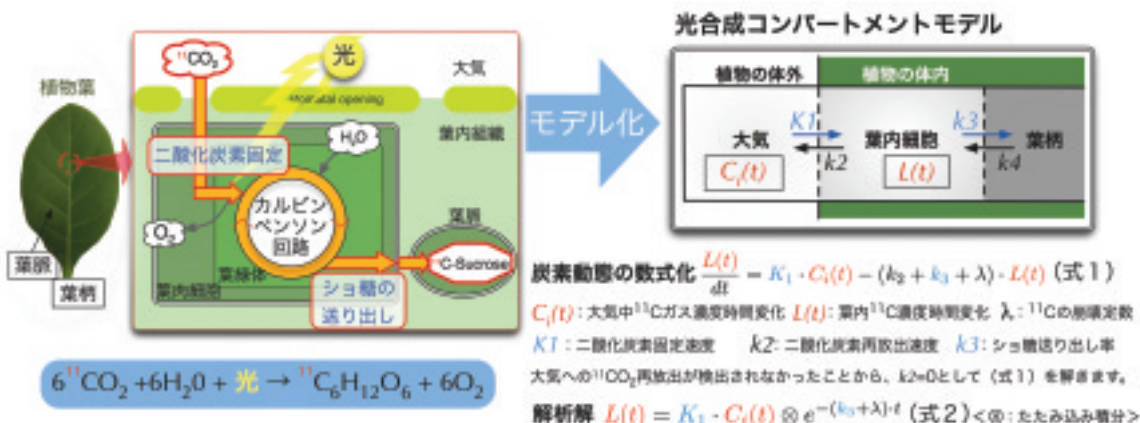 光合成コンパートメントモデル
植物葉
葉脈
葉柄
¹¹CO₂
光
大気
Stomatal opening
葉内組織
二酸化炭素固定
H₂O
O₂
カルビン
ベンソン
回路
葉緑体
葉内細胞
葉脈
¹¹C-Sucrose
ショ糖の
送り出し
6¹¹CO₂+6H₂0 + 光 → ¹¹C₆H₁₂O₆ + 6O₂
モデル化
植物の体外
植物の体内
大気
Cᵢ(t)
K1
k2
葉内細胞
L(t)
k3
k4
葉柄
炭素動態の数式化 L(t)/dt = K₁ · Cᵢ(t) − (k₂ + k₃ + λ) · L(t) (式1)
Cᵢ(t) : 大気中¹¹Cガス濃度時間変化 L(t): 葉内¹¹C濃度時間変化 λ : ¹¹Cの崩壊定数
K1 : 二酸化炭素固定速度 k2: 二酸化炭素再放出速度 k3: ショ糖送り出し率
大気への¹¹CO₂再放出が検出されなかったことから、k2=0として(式1)を解きます。
解析解 L(t) = K₁ · Cᵢ(t) ⊗ e^−(k₃+λ)·t (式2)<⊗ : たたみ込み積分>